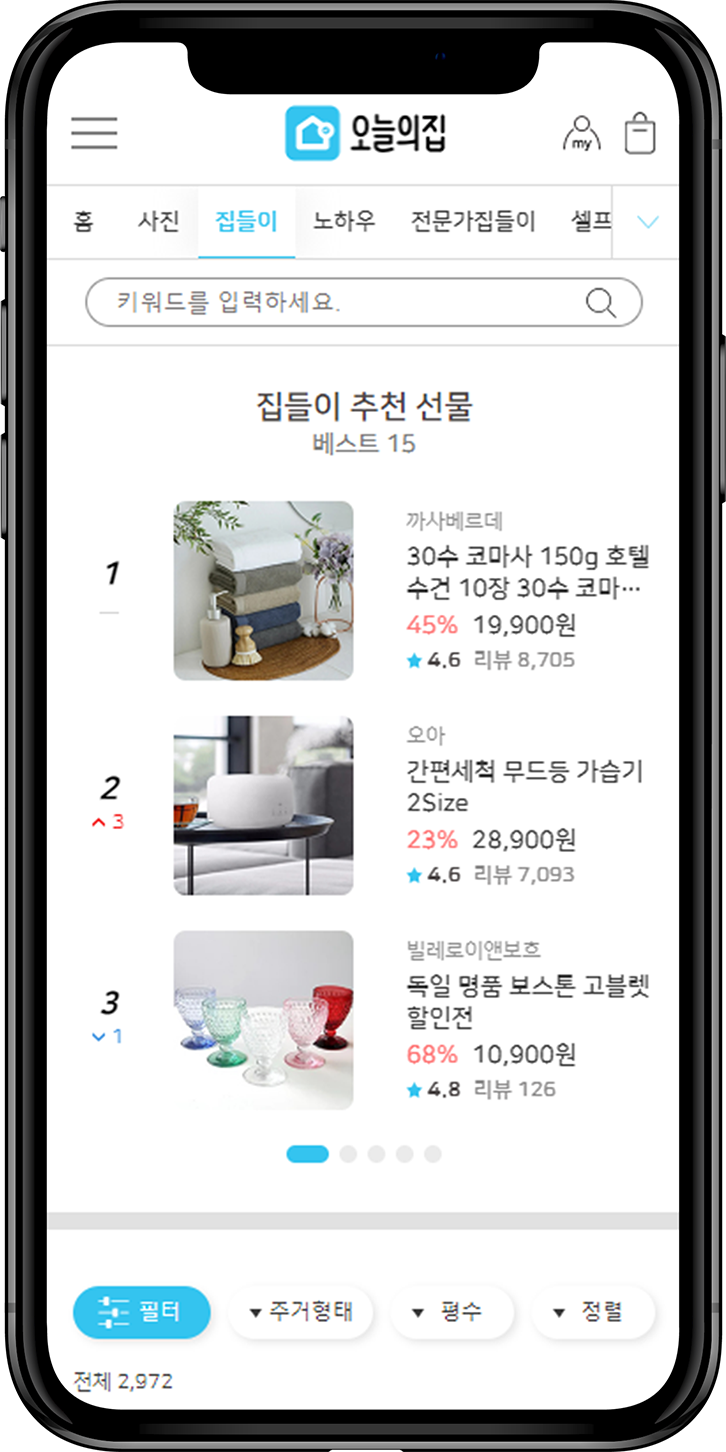 오늘의집
my
홈 사진 집들이 노하우 전문가집들이 셀프
키워드를 입력하세요.
집들이 추천 선물
베스트 15
1
까사베르데
30수 코마사 150g 호텔
수건 10장 30수 코마…
45% 19,900원
4.6 리뷰 8,705
2
3
오아
간편세척 무드등 가습기
2Size
23% 28,900원
4.6 리뷰 7,093
3
1
빌레로이앤보흐
독일 명품 보스톤 고블렛
할인전
68% 10,900원
4.8 리뷰 126
필터 주거형태 평수 정렬
전체 2,972